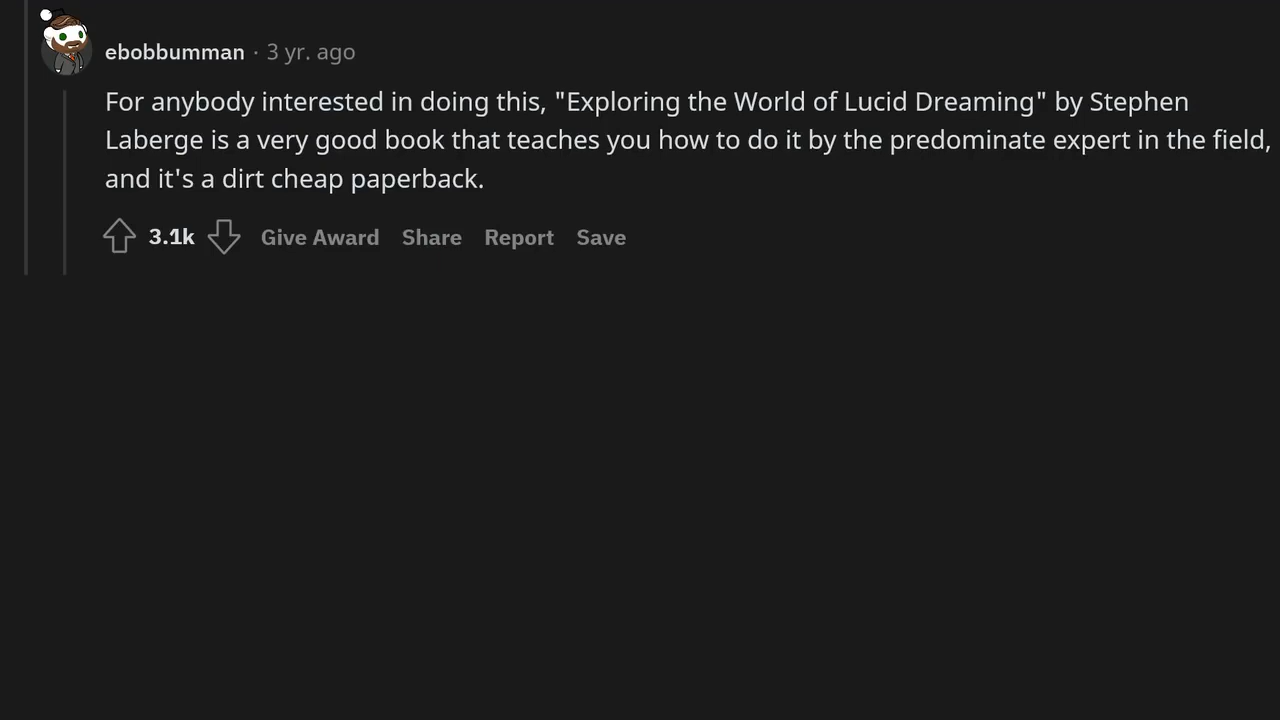 ebobbumman · 3 yr. ago
For anybody interested in doing this, "Exploring the World of Lucid Dreaming" by Stephen
Laberge is a very good book that teaches you how to do it by the predominate expert in the field,
and it's a dirt cheap paperback.
3.1k Give Award Share Report Save